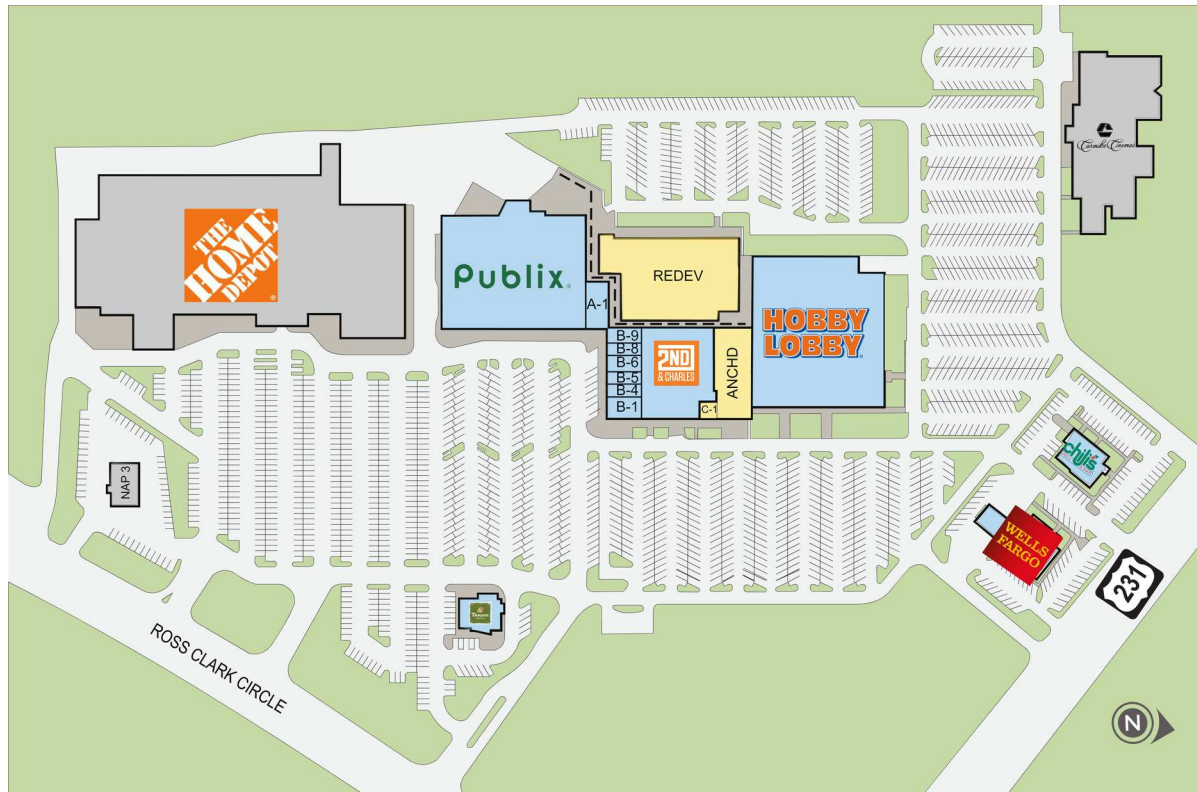 Carmike Cinemas
THE
HOME
DEPOT
®
Publix®
A-1
REDEV
HOBBY
LOBBY®
B-9
B-8
B-6
B-5
B-4
B-1
2ND
& CHARLES
C-1
ANCHD
chili's
NAP 3
WELLS
FARGO
231
Panera
ROSS CLARK CIRCLE
N